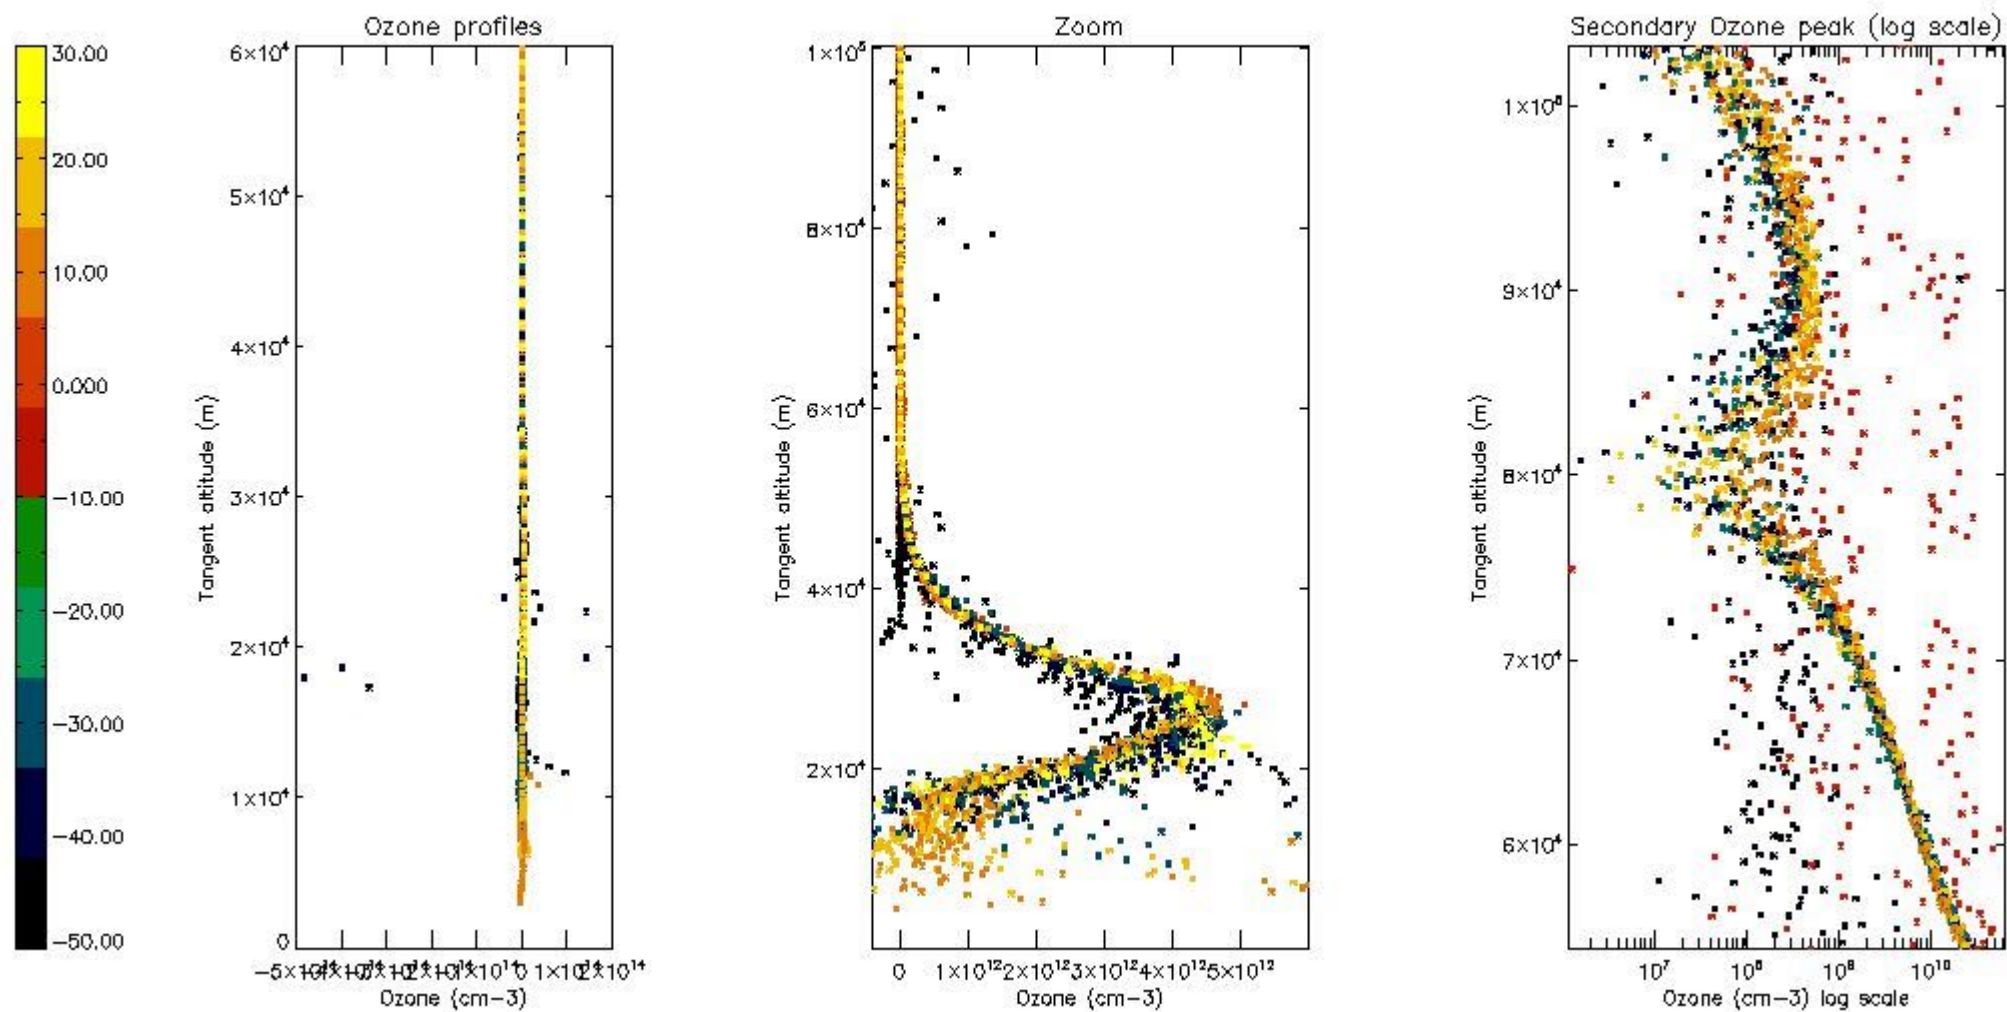 Ozone profiles
Zoom
Secondary Ozone peak (log scale)
30.00
20.00
10.00
0.000
−10.00
−20.00
−30.00
−40.00
−50.00
6×10⁴
5×10⁴
4×10⁴
3×10⁴
2×10⁴
1×10⁴
0
Tangent altitude (m)
0
1×10¹⁴
2×10¹⁴
Ozone (cm−3)
1×10⁵
8×10⁴
6×10⁴
4×10⁴
2×10⁴
Tangent altitude (m)
0 1×10¹² 2×10¹² 3×10¹² 4×10¹² 5×10¹²
Ozone (cm−3)
9×10⁴
8×10⁴
7×10⁴
6×10⁴
Tangent altitude (m)
10⁷ 10¹⁰
Ozone (cm−3) log scale